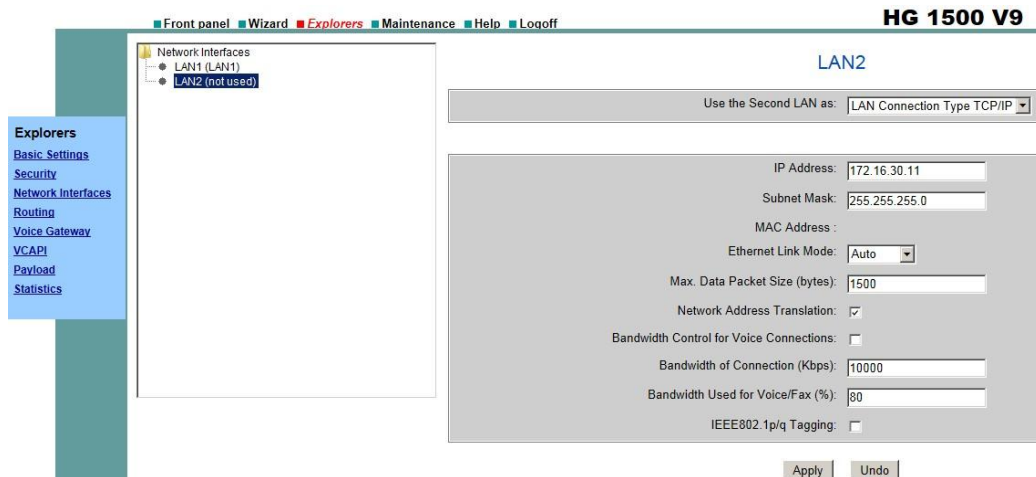 HG 1500 V9
Front panel Wizard Explorers Maintenance Help Logoff
Explorers
Basic Settings
Security
Network Interfaces
Routing
Voice Gateway
VCAPI
Payload
Statistics
Network Interfaces
LAN1 (LAN1)
LAN2 (not used)
LAN2
Use the Second LAN as: LAN Connection Type TCP/IP
IP Address: 172.16.30.11
Subnet Mask: 255.255.255.0
MAC Address :
Ethernet Link Mode: Auto
Max. Data Packet Size (bytes): 1500
Network Address Translation:
Bandwidth Control for Voice Connections:
Bandwidth of Connection (Kbps): 10000
Bandwidth Used for Voice/Fax (%): 80
IEEE802.1p/q Tagging:
Apply Undo